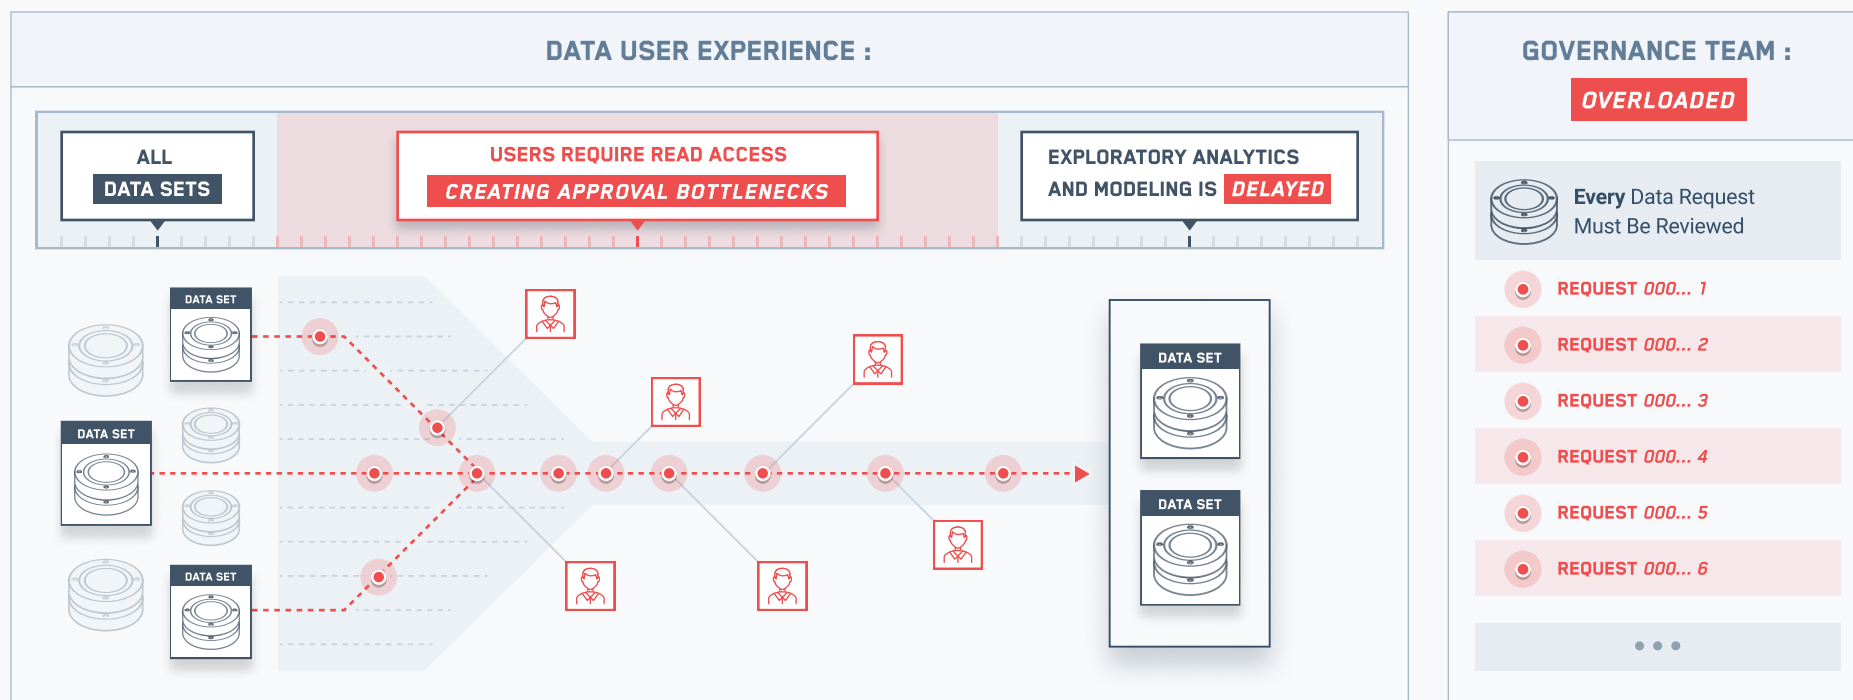 DATA USER EXPERIENCE :
ALL
DATA SETS
USERS REQUIRE READ ACCESS
CREATING APPROVAL BOTTLENECKS
EXPLORATORY ANALYTICS
AND MODELING IS DELAYED
DATA SET
DATA SET
DATA SET
DATA SET
DATA SET
GOVERNANCE TEAM :
OVERLOADED
Every Data Request
Must Be Reviewed
REQUEST 000... 1
REQUEST 000... 2
REQUEST 000... 3
REQUEST 000... 4
REQUEST 000... 5
REQUEST 000... 6